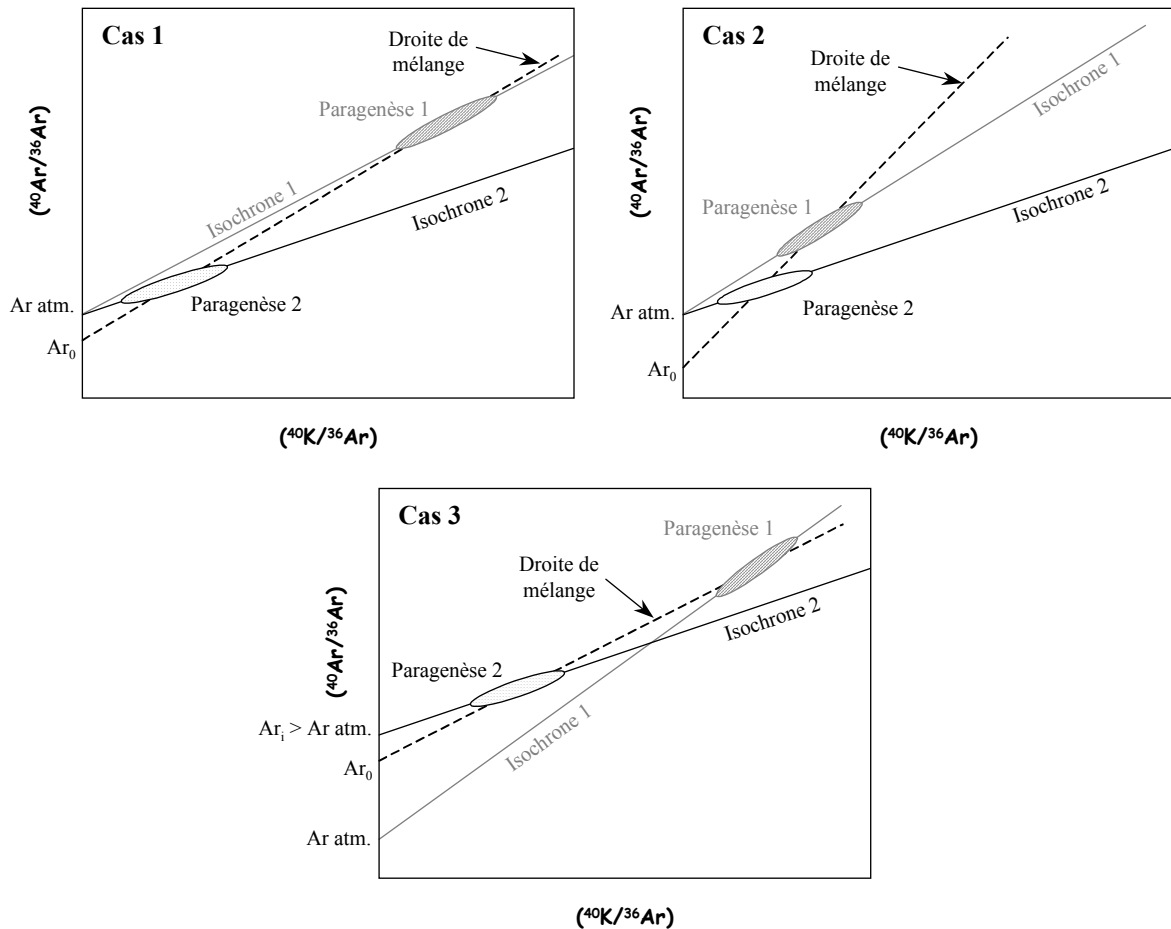 Cas 1
Droite de
mélange
Paragenèse 1
Isochrone 1
Isochrone 2
Paragenèse 2
Ar atm.
Ar₀
(⁴⁰Ar/³⁶Ar)
(⁴⁰K/³⁶Ar)
Cas 2
Droite de
mélange
Isochrone 1
Paragenèse 1
Isochrone 2
Paragenèse 2
Ar atm.
Ar₀
(⁴⁰Ar/³⁶Ar)
(⁴⁰K/³⁶Ar)
Cas 3
Paragenèse 1
Droite de
mélange
Isochrone 2
Paragenèse 2
Isochrone 1
Arᵢ > Ar atm.
Ar₀
Ar atm.
(⁴⁰Ar/³⁶Ar)
(⁴⁰K/³⁶Ar)